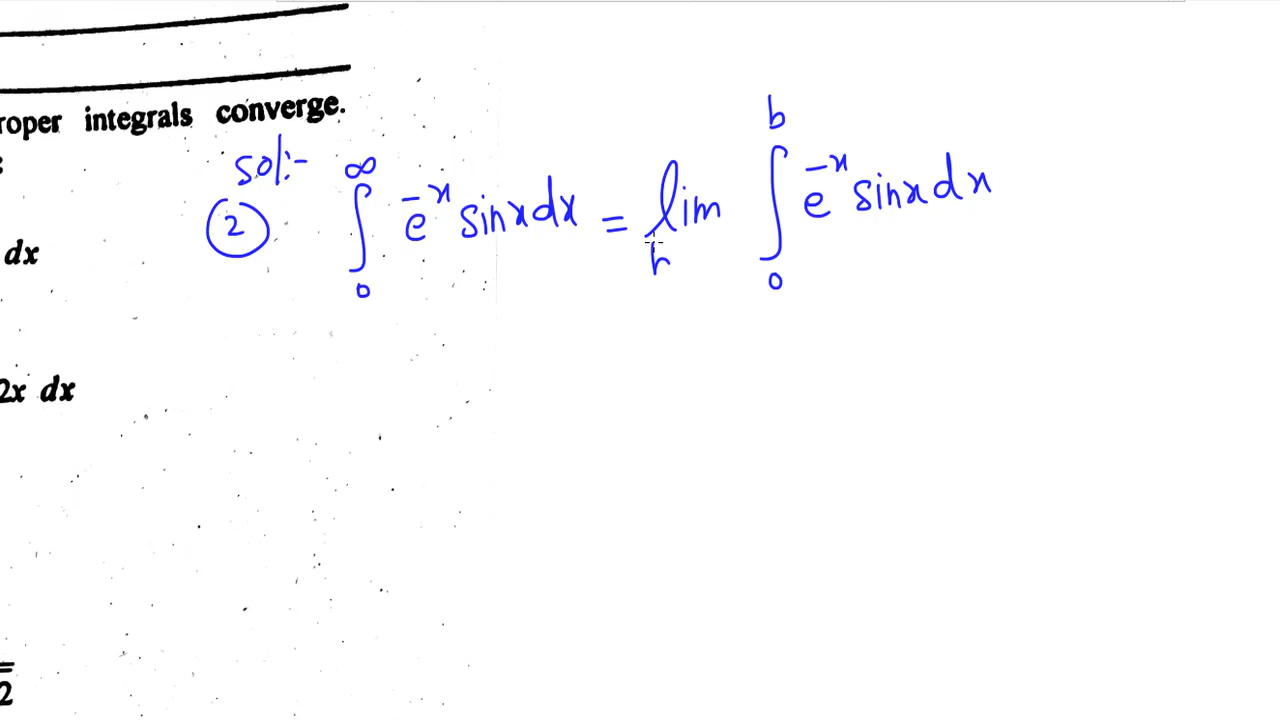 roper integrals converge.
:
sol:-
② ∫₀^∞ e^-x sinx dx = lim ∫₀^b e^-x sinx dx
dx
2x dx
2